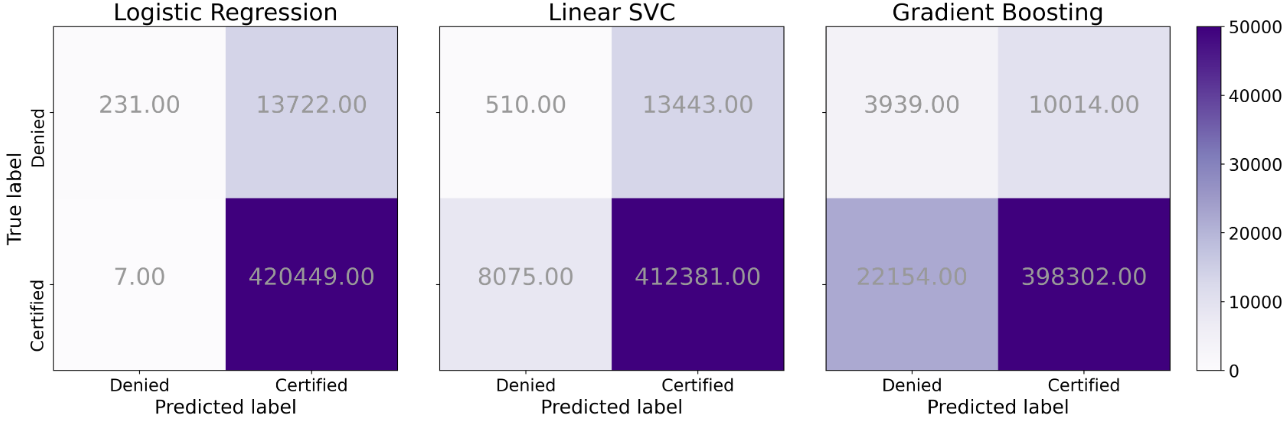 Logistic Regression
Linear SVC
Gradient Boosting
True label
Denied
Certified
231.00
13722.00
7.00
420449.00
Denied
Certified
Predicted label
510.00
13443.00
8075.00
412381.00
Denied
Certified
Predicted label
3939.00
10014.00
22154.00
398302.00
Denied
Certified
Predicted label
50000
40000
30000
20000
10000
0